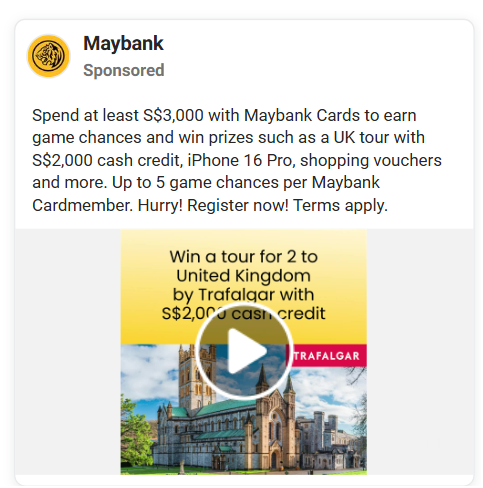 Maybank
Sponsored
Spend at least S$3,000 with Maybank Cards to earn
game chances and win prizes such as a UK tour with
S$2,000 cash credit, iPhone 16 Pro, shopping vouchers
and more. Up to 5 game chances per Maybank
Cardmember. Hurry! Register now! Terms apply.
Win a tour for 2 to
United Kingdom
by Trafalgar with
S$2,000 cash credit
TRAFALGAR